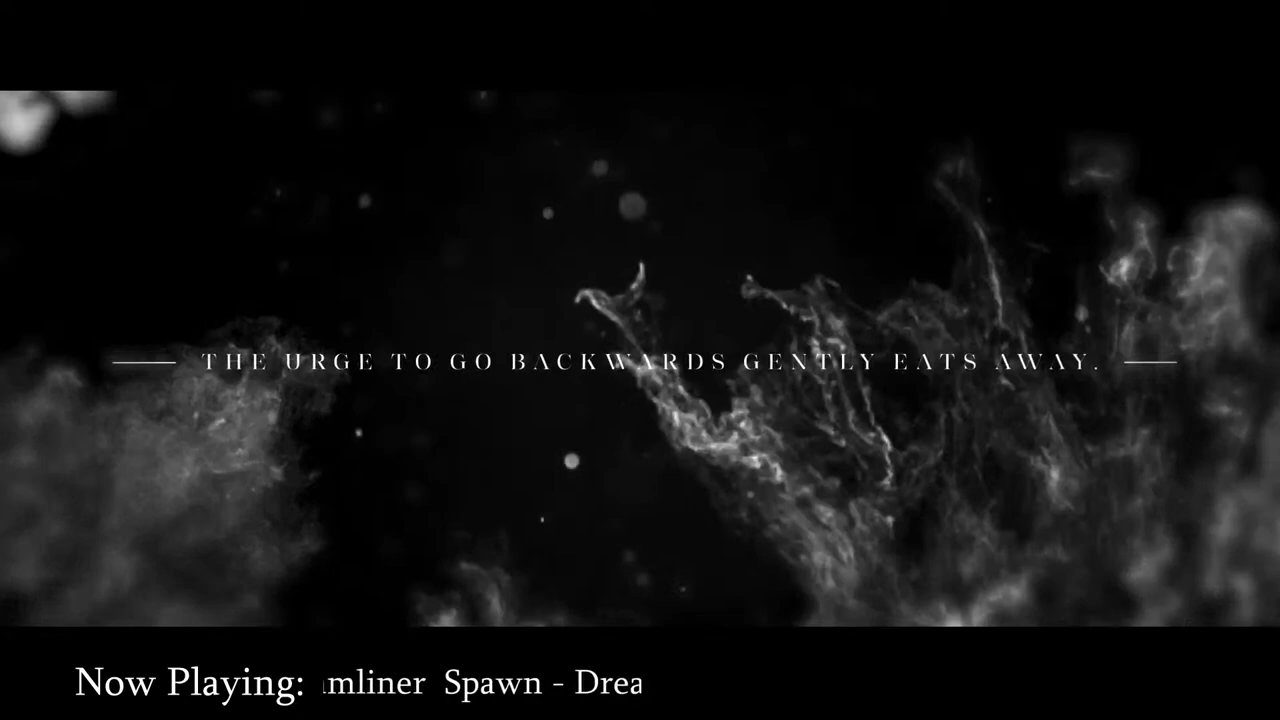 THE URGE TO GO BACKWARDS GENTLY EATS AWAY.
Now Playing: mliner Spawn - Drea